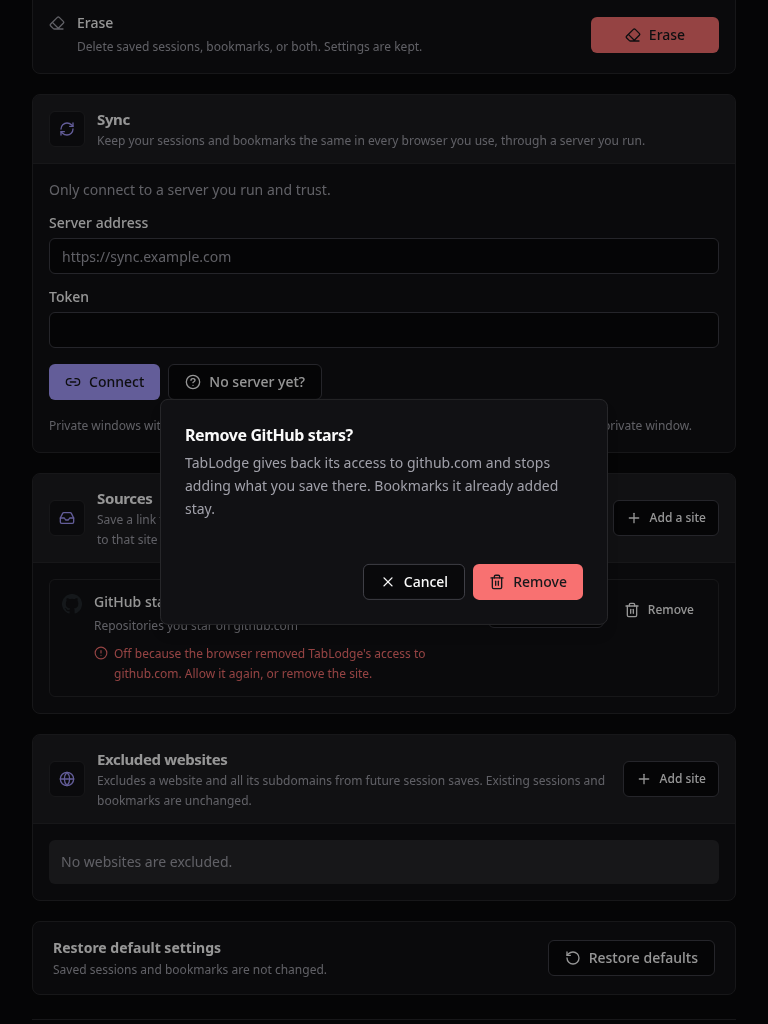 Erase
Delete saved sessions, bookmarks, or both. Settings are kept.
Erase
Sync
Keep your sessions and bookmarks the same in every browser you use, through a server you run.
Only connect to a server you run and trust.
Server address
https://sync.example.com
Token
Connect
No server yet?
Private windows
private window.
Remove GitHub stars?
TabLodge gives back its access to github.com and stops
adding what you save there. Bookmarks it already added
stay.
Cancel
Remove
Sources
Save a link
to that site
Add a site
GitHub
Repositories you star on github.com
Remove
Off because the browser removed TabLodge's access to
github.com. Allow it again, or remove the site.
Excluded websites
Excludes a website and all its subdomains from future session saves. Existing sessions and
bookmarks are unchanged.
Add site
No websites are excluded.
Restore default settings
Saved sessions and bookmarks are not changed.
Restore defaults